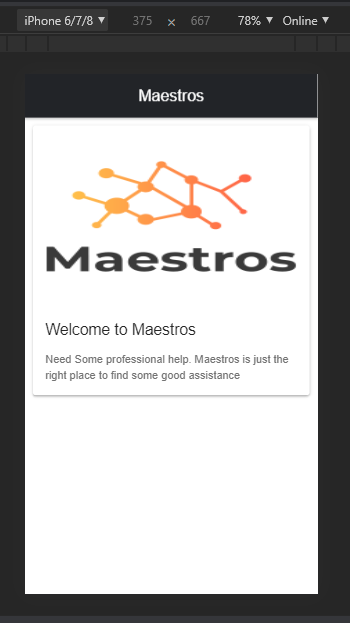 iPhone 6/7/8 ▼ 375 × 667 78% ▼ Online ▼
Maestros
Maestros
Welcome to Maestros
Need Some professional help. Maestros is just the
right place to find some good assistance